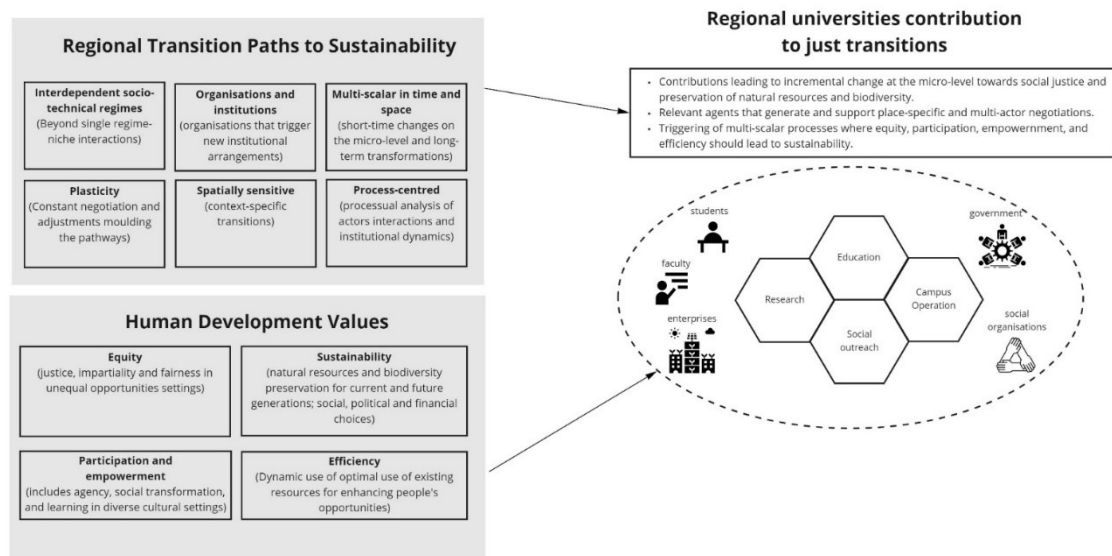 Regional Transition Paths to Sustainability
Interdependent socio-
technical regimes
(Beyond single regime-
niche interactions)
Organisations and
institutions
(organisations that trigger
new institutional
arrangements)
Multi-scalar in time and
space
(short-time changes on
the micro-level and long-
term transformations)
Plasticity
(Constant negotiation and
adjustments moulding
the pathways)
Spatially sensitive
(context-specific
transitions)
Process-centred
(processual analysis of
actors interactions and
institutional dynamics)
Human Development Values
Equity
(justice, impartiality and fairness in
unequal opportunities settings)
Sustainability
(natural resources and biodiversity
preservation for current and future
generations; social, political and financial
choices)
Participation and
empowerment
(includes agency, social transformation,
and learning in diverse cultural settings)
Efficiency
(Dynamic use of optimal use of existing
resources for enhancing people's
opportunities)
Regional universities contribution
to just transitions
• Contributions leading to incremental change at the micro-level towards social justice and
preservation of natural resources and biodiversity.
• Relevant agents that generate and support place-specific and multi-actor negotiations.
• Triggering of multi-scalar processes where equity, participation, empowernment, and
efficiency should lead to sustainability.
students
faculty
enterprises
Education
Research
Campus
Operation
Social
outreach
government
social
organisations